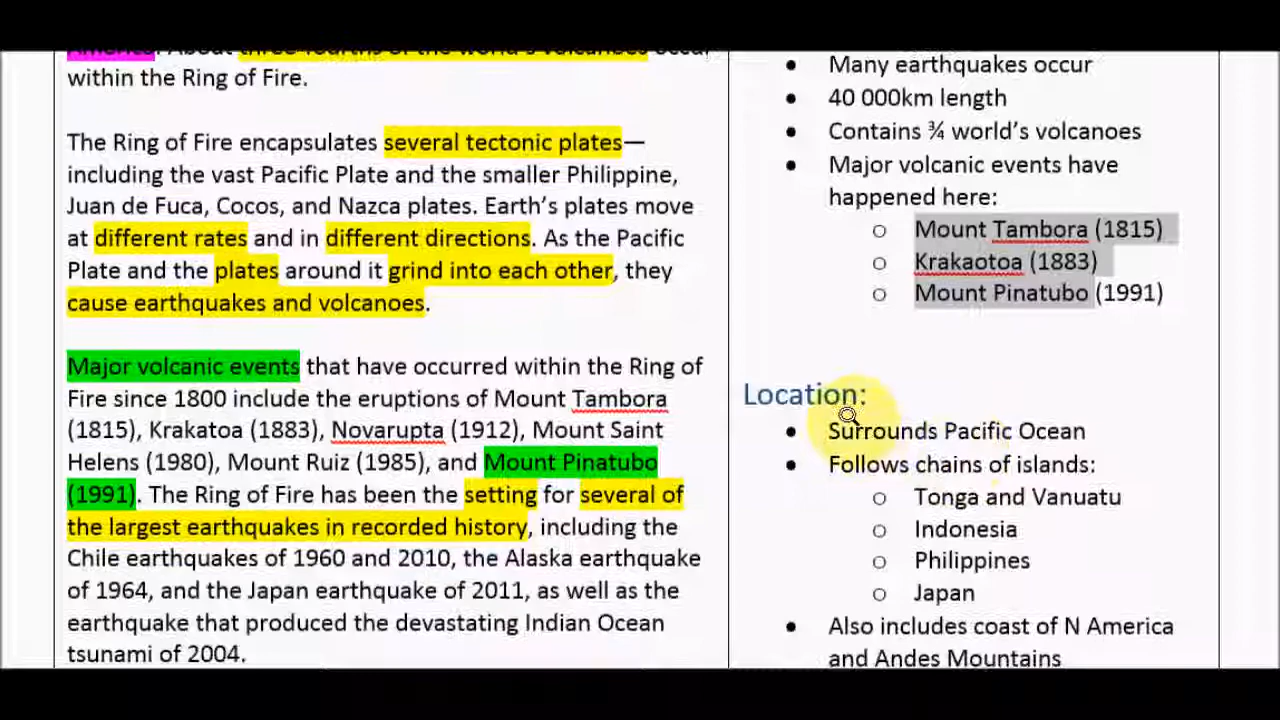 America. About three-fourths of the world's volcanoes occur
within the Ring of Fire.
The Ring of Fire encapsulates several tectonic plates—
including the vast Pacific Plate and the smaller Philippine,
Juan de Fuca, Cocos, and Nazca plates. Earth's plates move
at different rates and in different directions. As the Pacific
Plate and the plates around it grind into each other, they
cause earthquakes and volcanoes.
Major volcanic events that have occurred within the Ring of
Fire since 1800 include the eruptions of Mount Tambora
(1815), Krakatoa (1883), Novarupta (1912), Mount Saint
Helens (1980), Mount Ruiz (1985), and Mount Pinatubo
(1991). The Ring of Fire has been the setting for several of
the largest earthquakes in recorded history, including the
Chile earthquakes of 1960 and 2010, the Alaska earthquake
of 1964, and the Japan earthquake of 2011, as well as the
earthquake that produced the devastating Indian Ocean
tsunami of 2004.
• Many earthquakes occur
• 40 000km length
• Contains ¾ world's volcanoes
• Major volcanic events have
happened here:
o Mount Tambora (1815)
o Krakaotoa (1883)
o Mount Pinatubo (1991)
Location:
• Surrounds Pacific Ocean
• Follows chains of islands:
o Tonga and Vanuatu
o Indonesia
o Philippines
o Japan
• Also includes coast of N America
and Andes Mountains